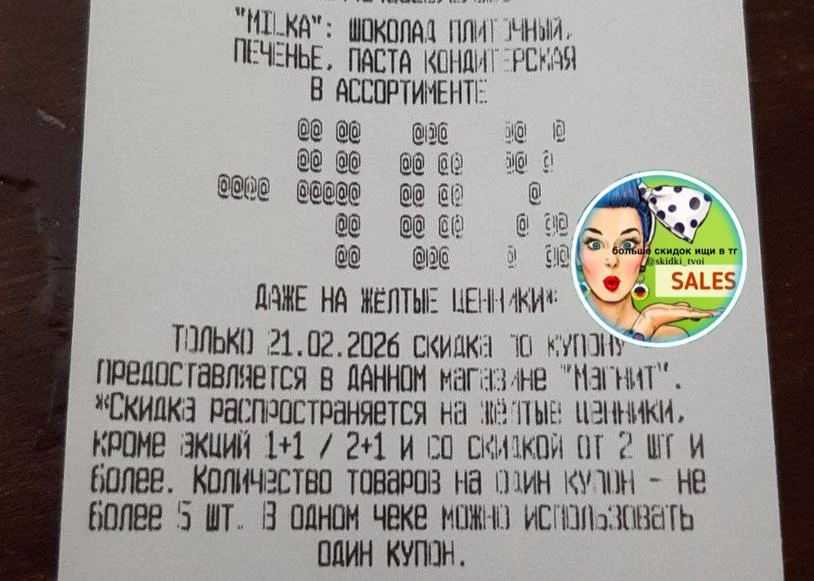 "MILKA": ШОКОЛАД ПЛИТОЧНЫЙ,
ПЕЧЕНЬЕ, ПАСТА КОНДИТЕРСКАЯ
В АССОРТИМЕНТЕ
@@ @@ @@@ @@ @
@@ @@ @@ @@ @@ @
@@@@ @@@@@ @@ @@ @
@@ @@ @@ @ @@
@@ @@@ @ @@
ДАЖЕ НА ЖЁЛТЫЕ ЦЕННИКИ*
ТОЛЬКО 21.02.2026 СКИДКА ПО КУПОНУ
ПРЕДОСТАВЛЯЕТСЯ В ДАННОМ МАГАЗИНЕ "МАГНИТ".
*СКИДКА РАСПРОСТРАНЯЕТСЯ НА ЖЁЛТЫЕ ЦЕННИКИ,
КРОМЕ АКЦИЙ 1+1 / 2+1 И СО СКИДКОЙ ОТ 2 ШТ И
БОЛЕЕ. КОЛИЧЕСТВО ТОВАРОВ НА ОДИН КУПОН - НЕ
БОЛЕЕ 5 ШТ. В ОДНОМ ЧЕКЕ МОЖНО ИСПОЛЬЗОВАТЬ
ОДИН КУПОН.
больше скидок ищи в тг
@skidki_tvoi
SALES